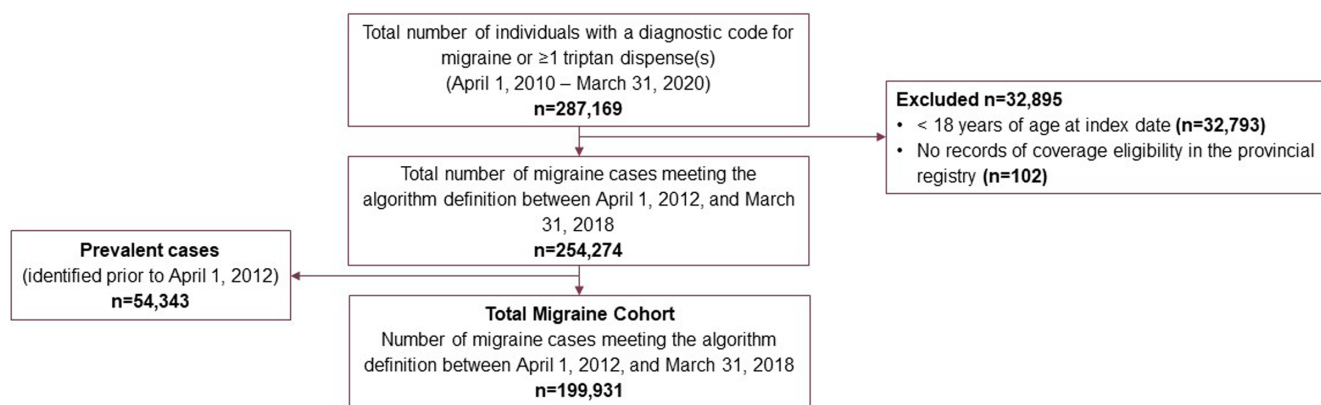 Total number of individuals with a diagnostic code for
migraine or ≥1 triptan dispense(s)
(April 1, 2010 – March 31, 2020)
n=287,169
Excluded n=32,895
• < 18 years of age at index date (n=32,793)
• No records of coverage eligibility in the provincial
registry (n=102)
Total number of migraine cases meeting the
algorithm definition between April 1, 2012, and March
31, 2018
n=254,274
Prevalent cases
(identified prior to April 1, 2012)
n=54,343
Total Migraine Cohort
Number of migraine cases meeting the algorithm
definition between April 1, 2012, and March 31, 2018
n=199,931